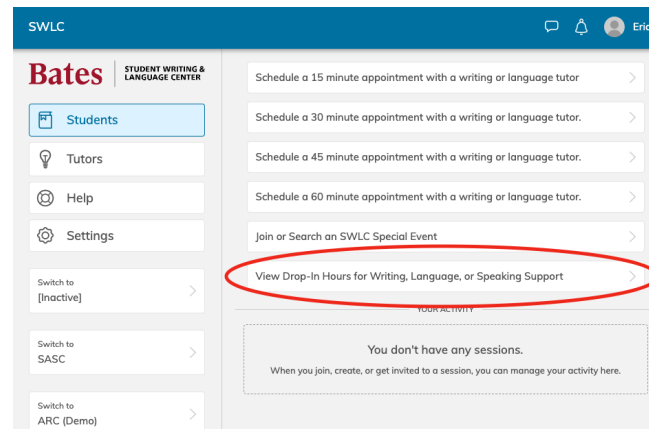 SWLC
Eric
Bates
STUDENT WRITING &
LANGUAGE CENTER
Students
Tutors
Help
Settings
Switch to
[Inactive]
Switch to
SASC
Switch to
ARC (Demo)
Schedule a 15 minute appointment with a writing or language tutor
Schedule a 30 minute appointment with a writing or language tutor.
Schedule a 45 minute appointment with a writing or language tutor.
Schedule a 60 minute appointment with a writing or language tutor.
Join or Search an SWLC Special Event
View Drop-In Hours for Writing, Language, or Speaking Support
YOUR ACTIVITY
You don't have any sessions.
When you join, create, or get invited to a session, you can manage your activity here.